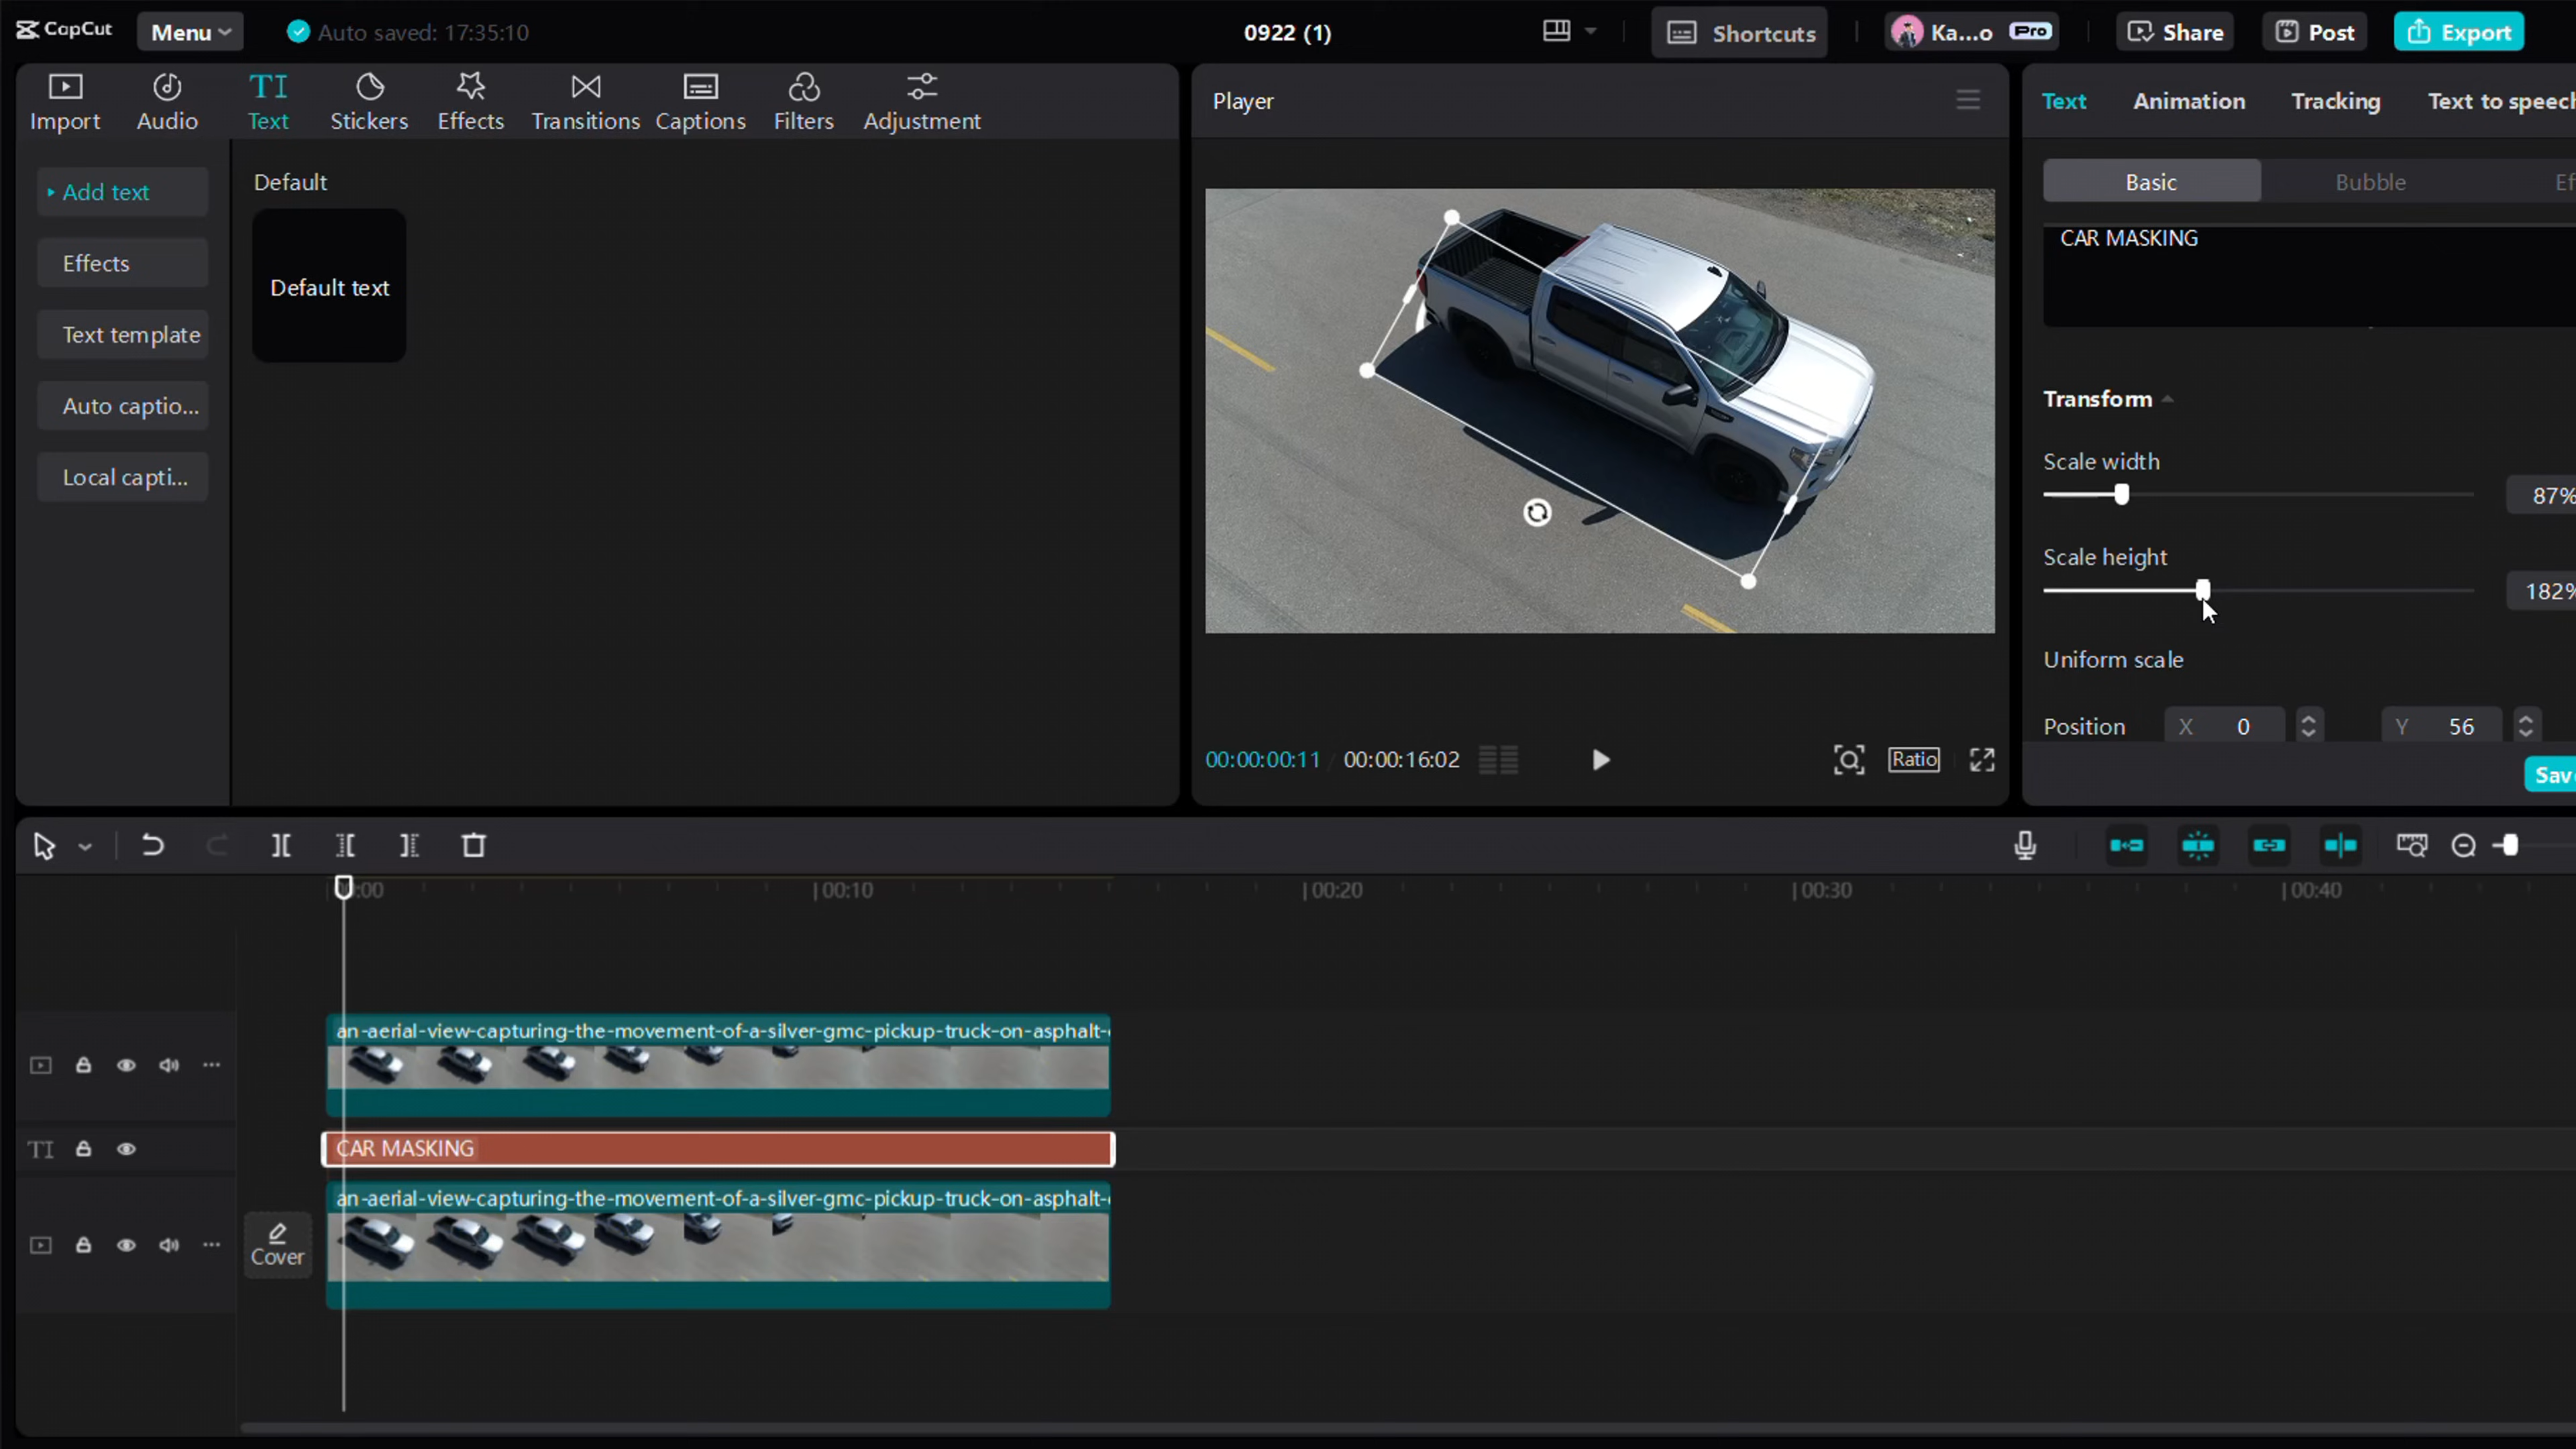 CapCut
Menu
Auto saved: 17:35:10
0922 (1)
Shortcuts
Ka...o
Pro
Share
Post
Export
Import
Audio
TI
Text
Stickers
Effects
Transitions
Captions
Filters
Adjustment
Add text
Effects
Text template
Auto captio...
Local capti...
Default
Default text
Player
00:00:00:11
00:00:16:02
Ratio
Text
Animation
Tracking
Text to speech
Basic
Bubble
Ef
CAR MASKING
Transform
Scale width
87%
Scale height
182%
Uniform scale
Position
X 0
Y 56
Save
00:10
00:20
00:30
00:40
an-aerial-view-capturing-the-movement-of-a-silver-gmc-pickup-truck-on-asphalt-
TI
CAR MASKING
Cover
an-aerial-view-capturing-the-movement-of-a-silver-gmc-pickup-truck-on-asphalt-